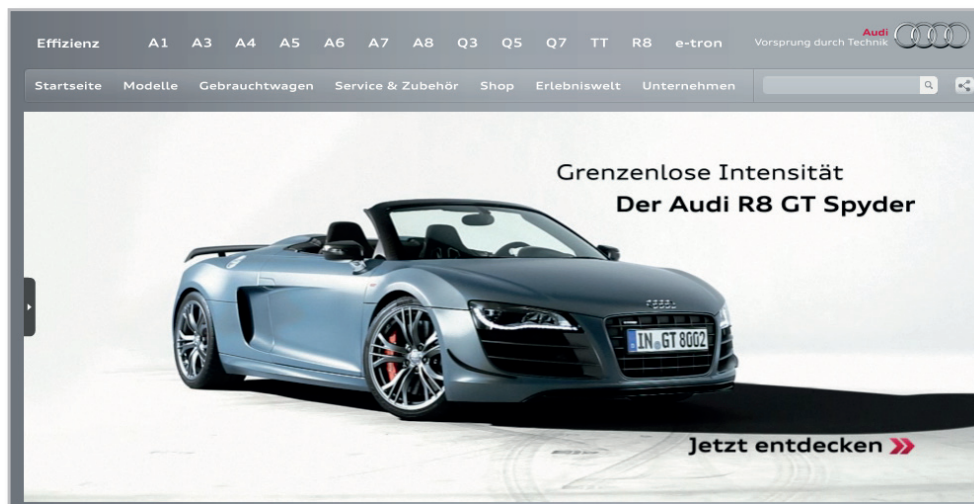 Effizienz A1 A3 A4 A5 A6 A7 A8 Q3 Q5 Q7 TT R8 e-tron
Audi
Vorsprung durch Technik
Startseite Modelle Gebrauchtwagen Service & Zubehör Shop Erlebniswelt Unternehmen
Grenzenlose Intensität
Der Audi R8 GT Spyder
IN GT 8002
Jetzt entdecken